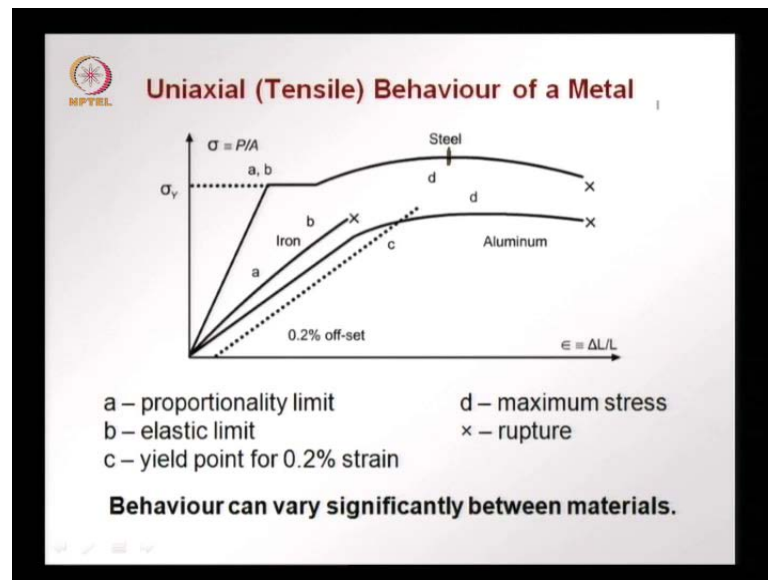 NPTEL
Uniaxial (Tensile) Behaviour of a Metal
σ ≡ P/A
Steel
a, b
σY
d
d
b
Iron
c
Aluminum
a
0.2% off-set
∈ ≡ ΔL/L
a – proportionality limit
d – maximum stress
b – elastic limit
× – rupture
c – yield point for 0.2% strain
Behaviour can vary significantly between materials.